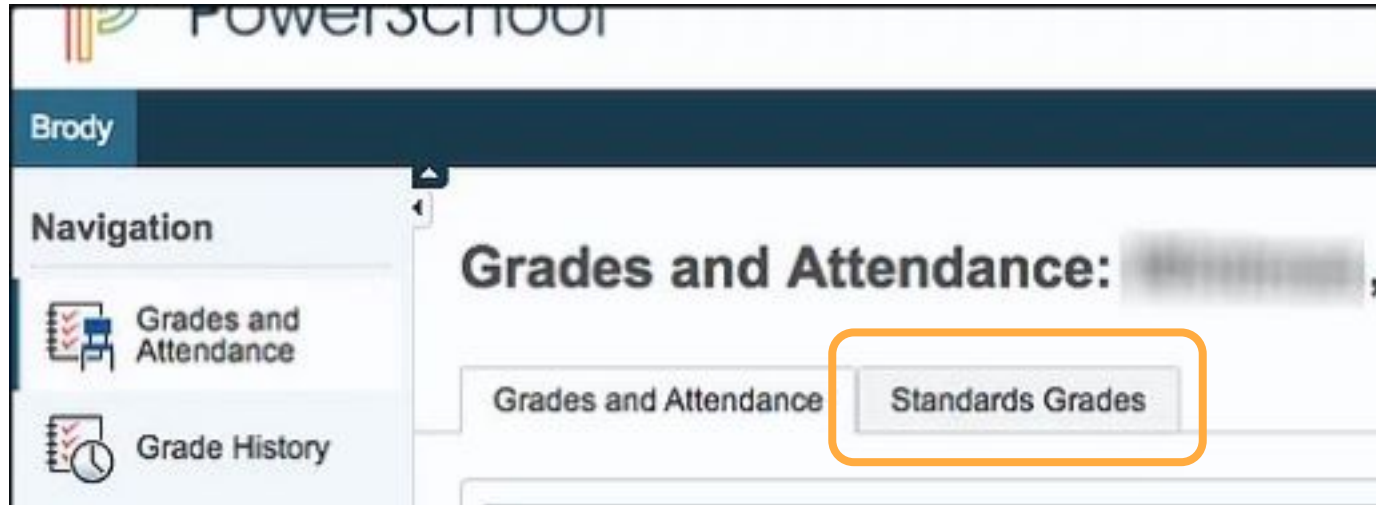 PowerSchool
Brody
Navigation
Grades and Attendance:
Grades and
Attendance
Grades and Attendance
Standards Grades
Grade History